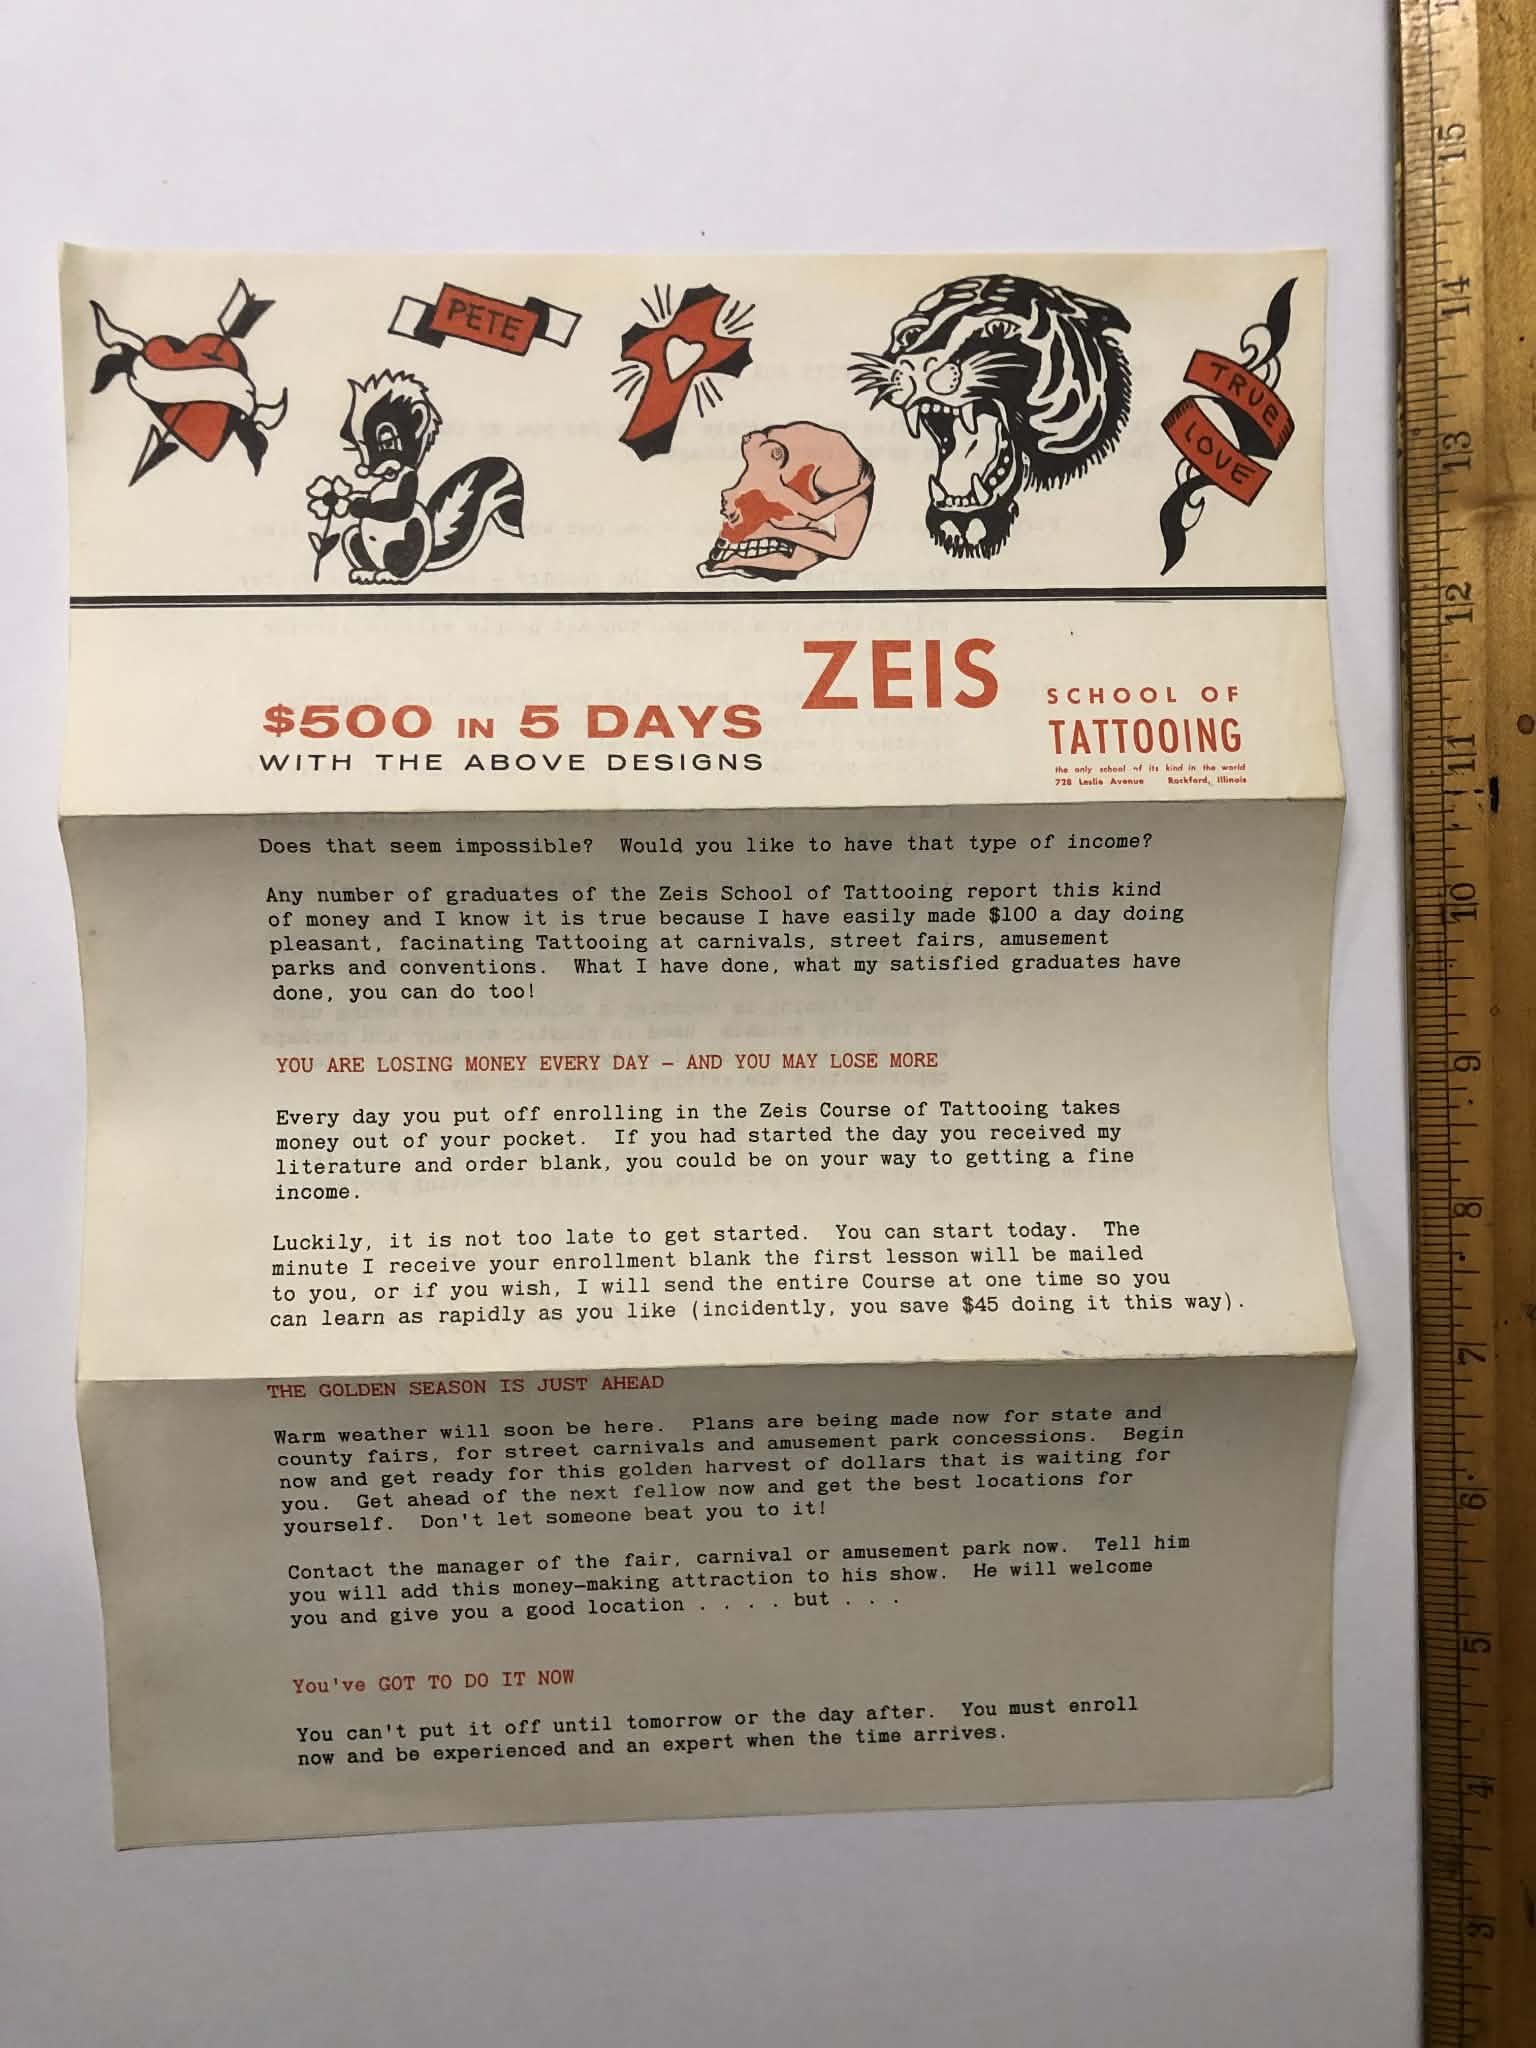 PETE
TRUE
LOVE
ZEIS
$500 IN 5 DAYS
WITH THE ABOVE DESIGNS
SCHOOL OF
TATTOOING
the only school of its kind in the world
728 Leslie Avenue Rockford, Illinois
Does that seem impossible? Would you like to have that type of income?
Any number of graduates of the Zeis School of Tattooing report this kind
of money and I know it is true because I have easily made $100 a day doing
pleasant, facinating Tattooing at carnivals, street fairs, amusement
parks and conventions. What I have done, what my satisfied graduates have
done, you can do too!
YOU ARE LOSING MONEY EVERY DAY - AND YOU MAY LOSE MORE
Every day you put off enrolling in the Zeis Course of Tattooing takes
money out of your pocket. If you had started the day you received my
literature and order blank, you could be on your way to getting a fine
income.
Luckily, it is not too late to get started. You can start today. The
minute I receive your enrollment blank the first lesson will be mailed
to you, or if you wish, I will send the entire Course at one time so you
can learn as rapidly as you like (incidently, you save $45 doing it this way).
THE GOLDEN SEASON IS JUST AHEAD
Warm weather will soon be here. Plans are being made now for state and
county fairs, for street carnivals and amusement park concessions. Begin
now and get ready for this golden harvest of dollars that is waiting for
you. Get ahead of the next fellow now and get the best locations for
yourself. Don't let someone beat you to it!
Contact the manager of the fair, carnival or amusement park now. Tell him
you will add this money-making attraction to his show. He will welcome
you and give you a good location . . . . but . . .
You've GOT TO DO IT NOW
You can't put it off until tomorrow or the day after. You must enroll
now and be experienced and an expert when the time arrives.
15
14
13
12
11
10
9
8
7
6
5
4
3